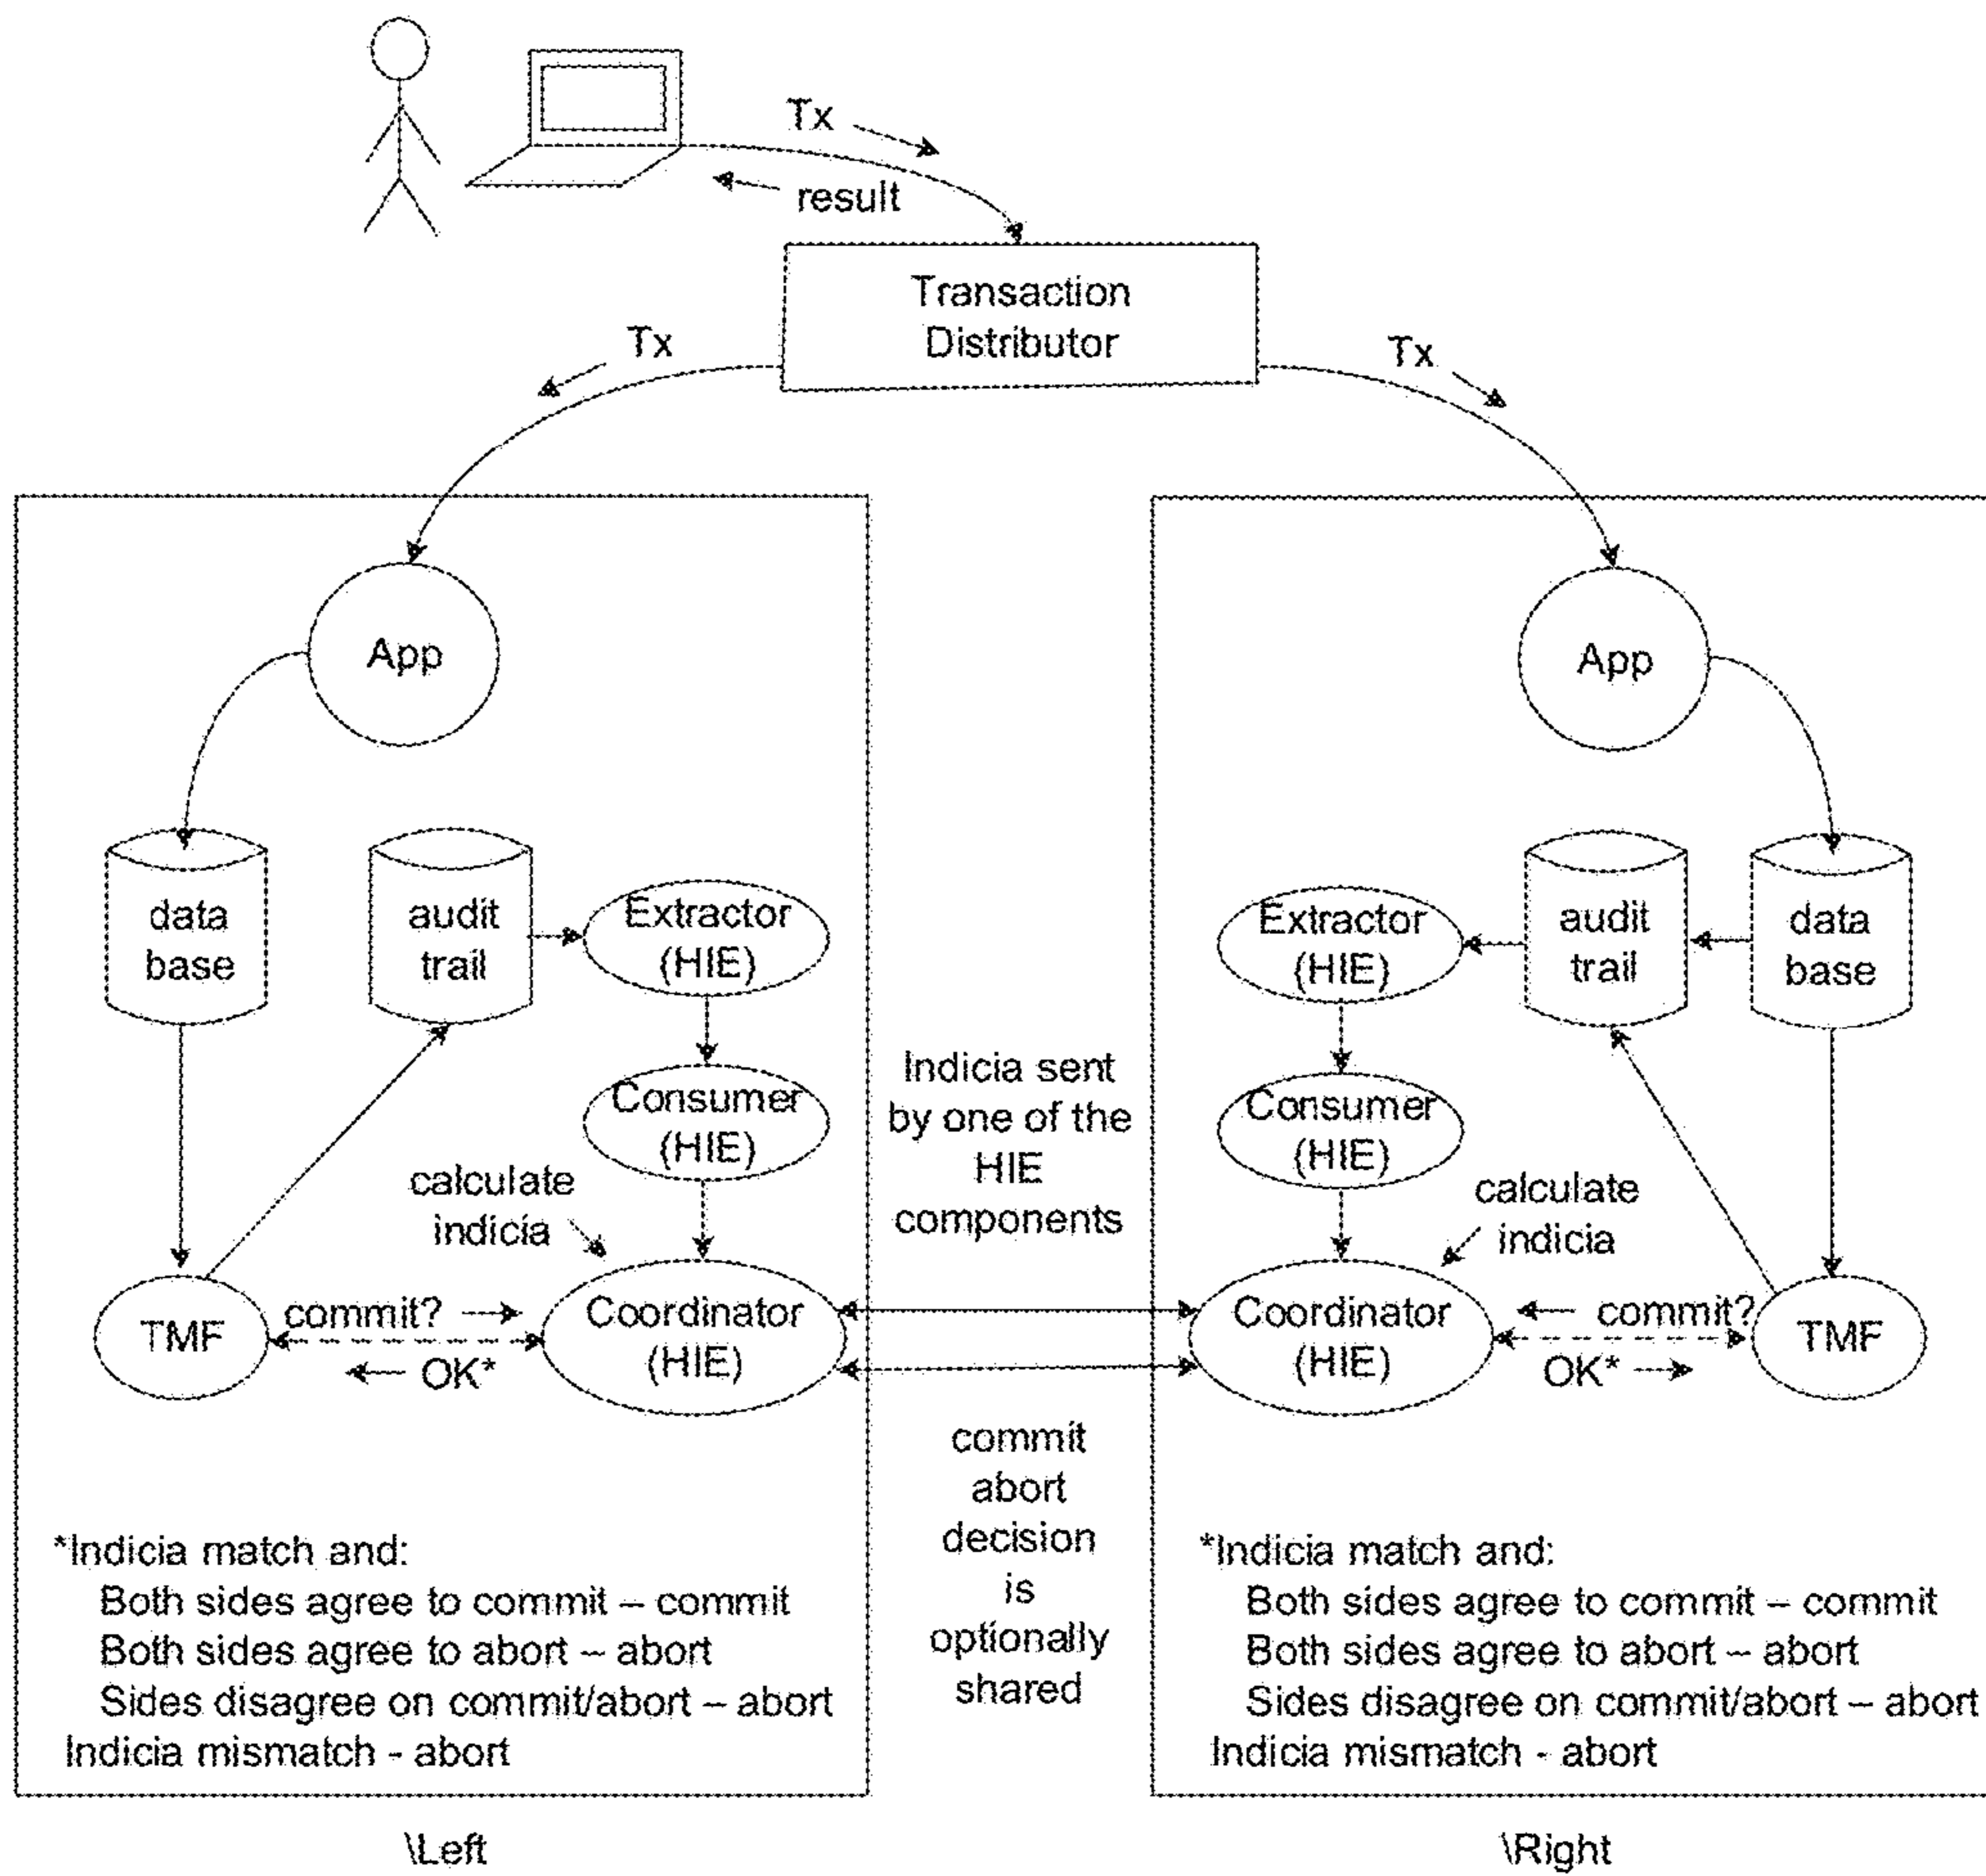 Tx
result
Transaction
Distributor
Tx
Tx
App
data
base
audit
trail
Extractor
(HIE)
Consumer
(HIE)
calculate
indicia
TMF
commit?
OK*
Coordinator
(HIE)
*Indicia match and:
Both sides agree to commit – commit
Both sides agree to abort – abort
Sides disagree on commit/abort – abort
Indicia mismatch - abort
\Left
Indicia sent
by one of the
HIE
components
commit
abort
decision
is
optionally
shared
App
Extractor
(HIE)
audit
trail
data
base
Consumer
(HIE)
calculate
indicia
Coordinator
(HIE)
commit?
OK*
TMF
*Indicia match and:
Both sides agree to commit – commit
Both sides agree to abort – abort
Sides disagree on commit/abort – abort
Indicia mismatch - abort
\Right